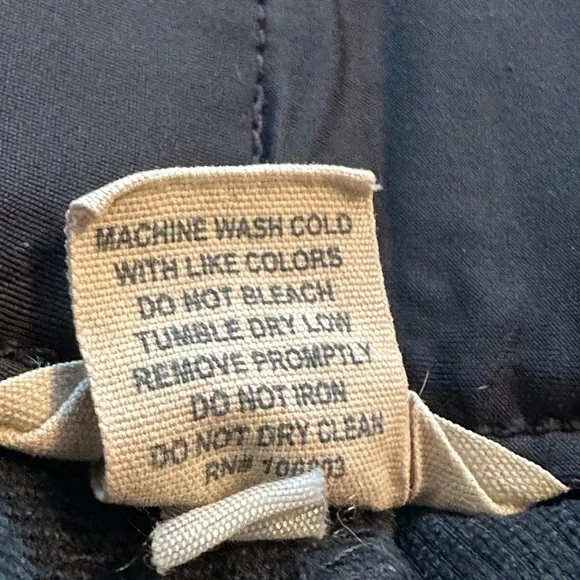 MACHINE WASH COLD
WITH LIKE COLORS
DO NOT BLEACH
TUMBLE DRY LOW
REMOVE PROMPTLY
DO NOT IRON
DO NOT DRY CLEAN
RN#